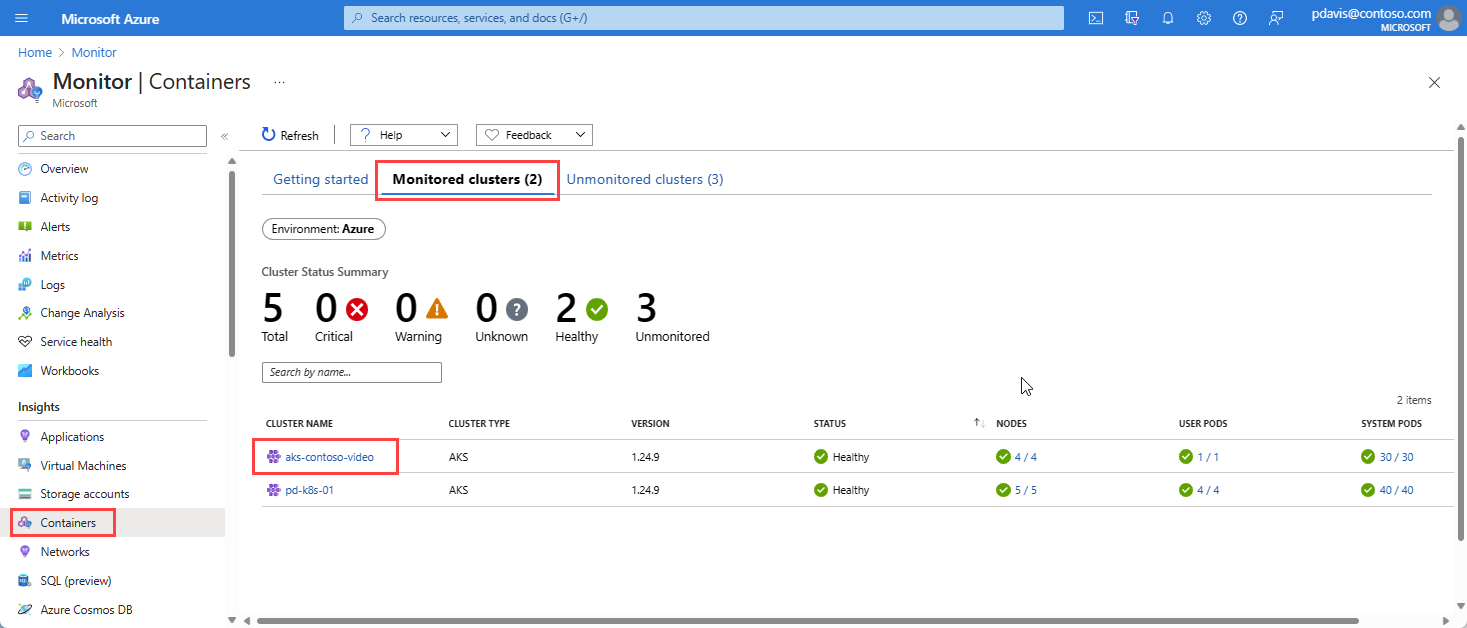 Microsoft Azure
Search resources, services, and docs (G+/)
pdavis@contoso.com
MICROSOFT
Home > Monitor
Monitor | Containers ...
Microsoft
Search
«
Overview
Activity log
Alerts
Metrics
Logs
Change Analysis
Service health
Workbooks
Insights
Applications
Virtual Machines
Storage accounts
Containers
Networks
SQL (preview)
Azure Cosmos DB
Refresh
Help
Feedback
Getting started
Monitored clusters (2)
Unmonitored clusters (3)
Environment: Azure
Cluster Status Summary
5 0 0 0 2 3
Total Critical Warning Unknown Healthy Unmonitored
Search by name...
2 items
CLUSTER NAME CLUSTER TYPE VERSION STATUS NODES USER PODS SYSTEM PODS
aks-contoso-video AKS 1.24.9 Healthy 4 / 4 1 / 1 30 / 30
pd-k8s-01 AKS 1.24.9 Healthy 5 / 5 4 / 4 40 / 40